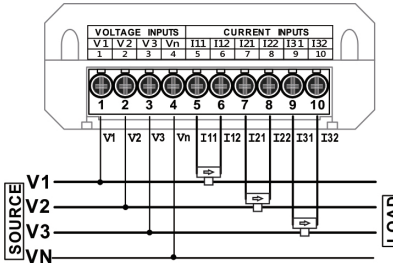 VOLTAGE INPUTS CURRENT INPUTS
V1 V2 V3 Vn I11 I12 I21 I22 I31 I32
1 2 3 4 5 6 7 8 9 10
1 2 3 4 5 6 7 8 9 10
V1 V2 V3 Vn I11 I12 I21 I22 I31 I32
SOURCE
V1
V2
V3
VN
LOAD